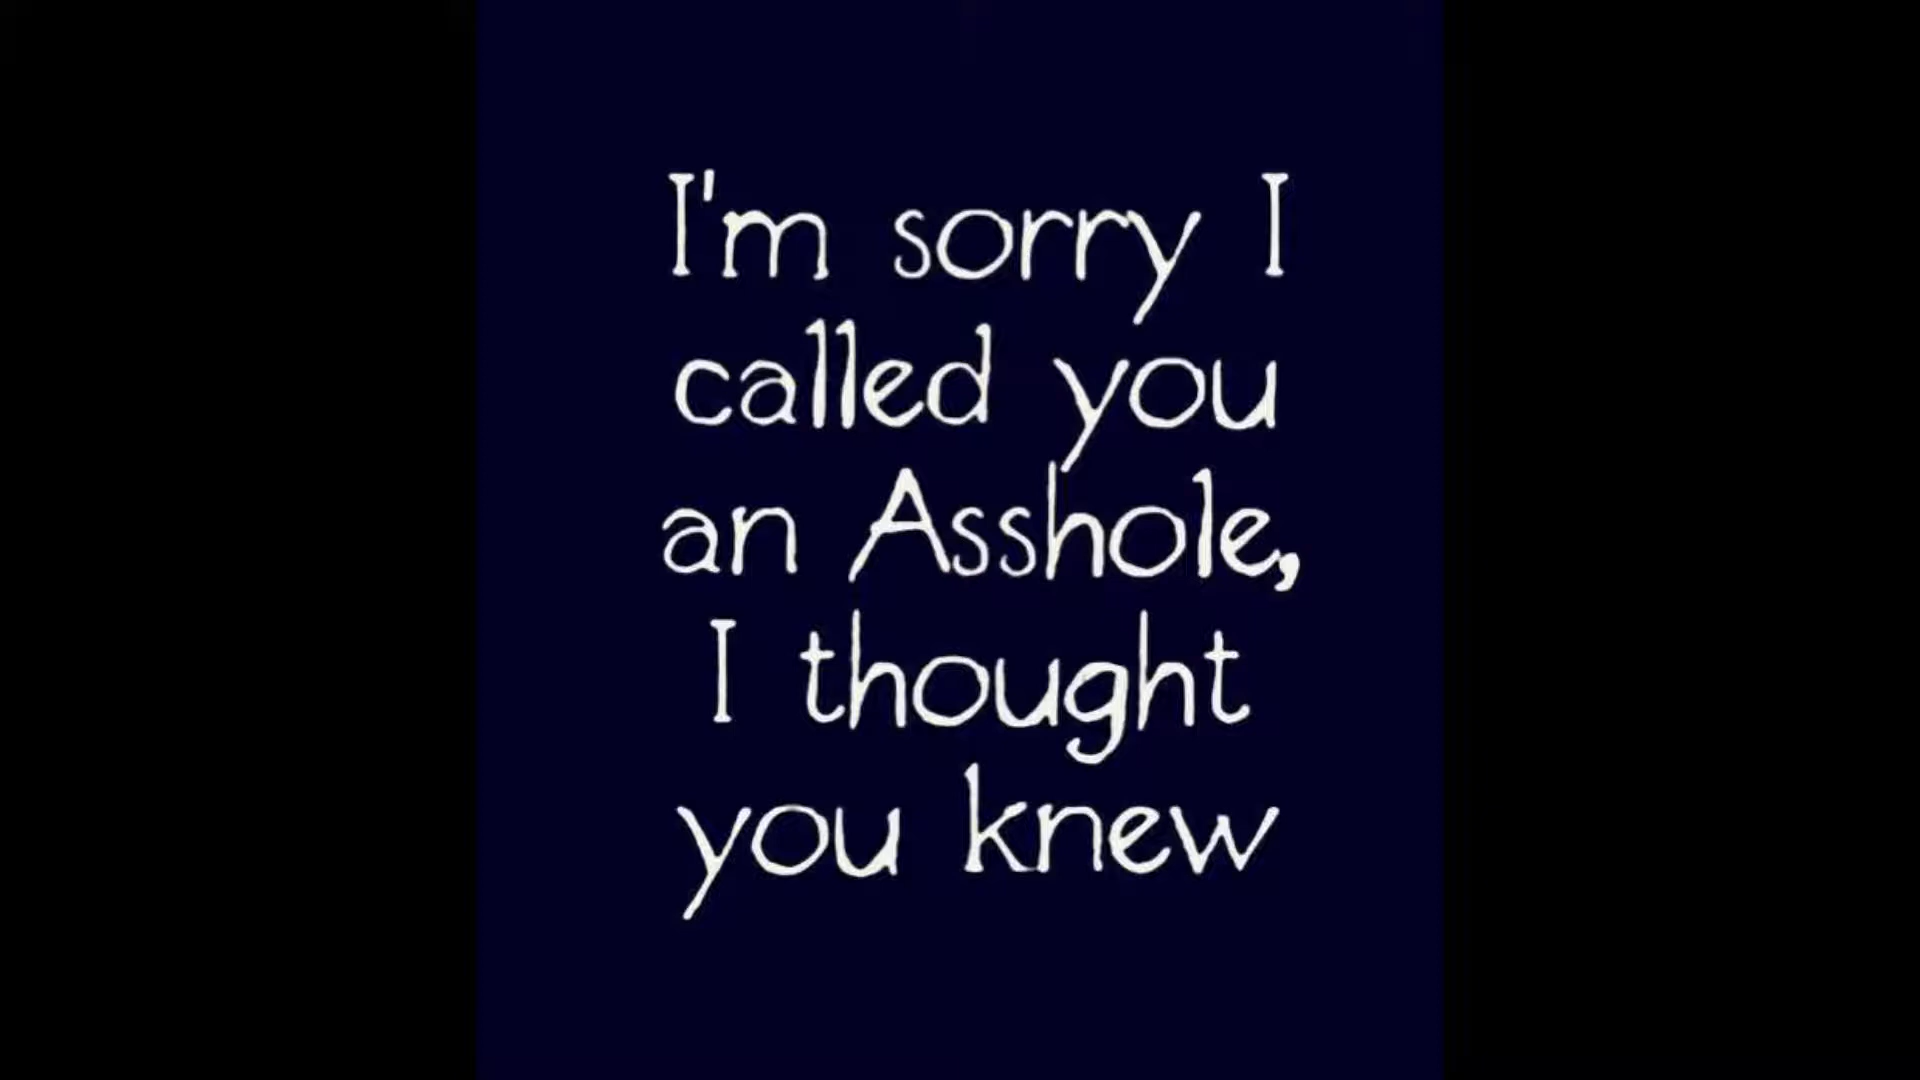 I'm sorry I
called you
an Asshole,
I thought
you knew